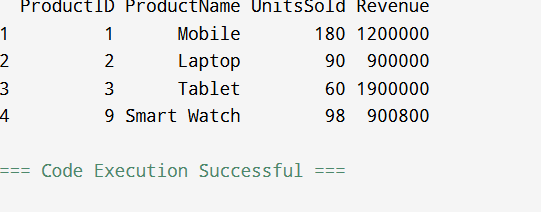 ProductID ProductName UnitsSold Revenue
1 1 Mobile 180 1200000
2 2 Laptop 90 900000
3 3 Tablet 60 1900000
4 9 Smart Watch 98 900800
=== Code Execution Successful ===